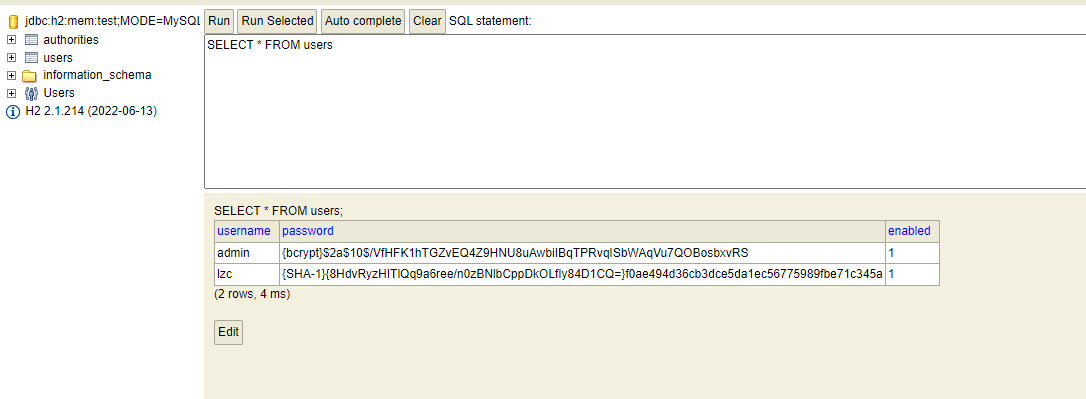 jdbc:h2:mem:test;MODE=MySQL
Run Run Selected Auto complete Clear SQL statement:
authorities
users
information_schema
Users
H2 2.1.214 (2022-06-13)
SELECT * FROM users
SELECT * FROM users;
username password enabled
admin {bcrypt}$2a$10$/VfHFK1hTGZvEQ4Z9HNU8uAwbiIBqTPRvqlSbWAqVu7QOBosbxvRS 1
lzc {SHA-1}{8HdvRyzHITlQq9a6ree/n0zBNlbCppDkOLfly84D1CQ=}f0ae494d36cb3dce5da1ec56775989fbe71c345a 1
(2 rows, 4 ms)
Edit